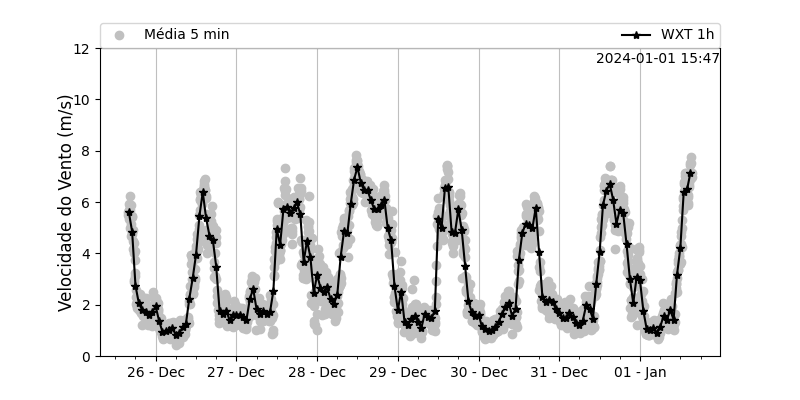 Média 5 min
WXT 1h
2024-01-01 15:47
Velocidade do Vento (m/s)
12
10
8
6
4
2
0
26 - Dec
27 - Dec
28 - Dec
29 - Dec
30 - Dec
31 - Dec
01 - Jan